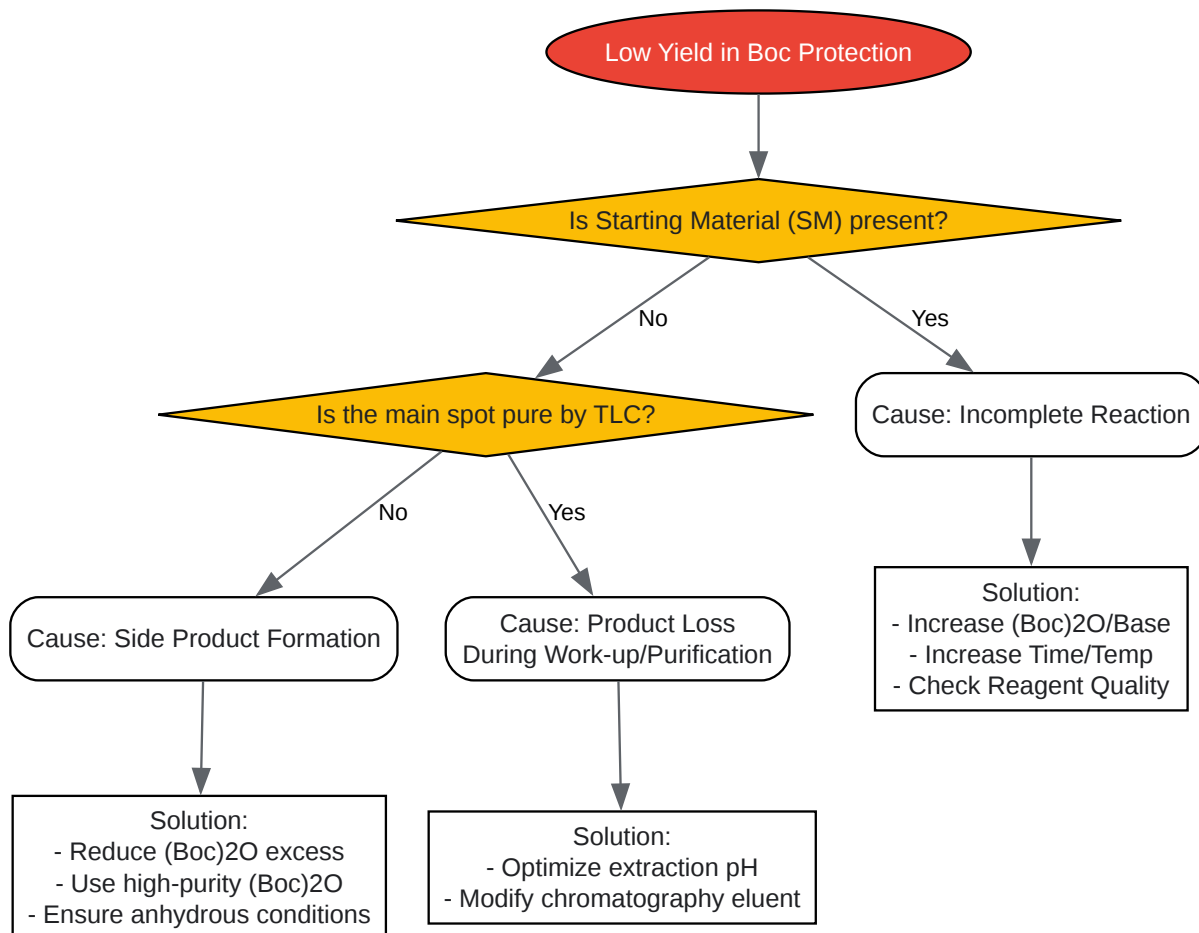 Low Yield in Boc Protection
Is Starting Material (SM) present?
No
Yes
Is the main spot pure by TLC?
Cause: Incomplete Reaction
No
Yes
Cause: Side Product Formation
Cause: Product Loss
During Work-up/Purification
Solution:
- Increase (Boc)2O/Base
- Increase Time/Temp
- Check Reagent Quality
Solution:
- Reduce (Boc)2O excess
- Use high-purity (Boc)2O
- Ensure anhydrous conditions
Solution:
- Optimize extraction pH
- Modify chromatography eluent